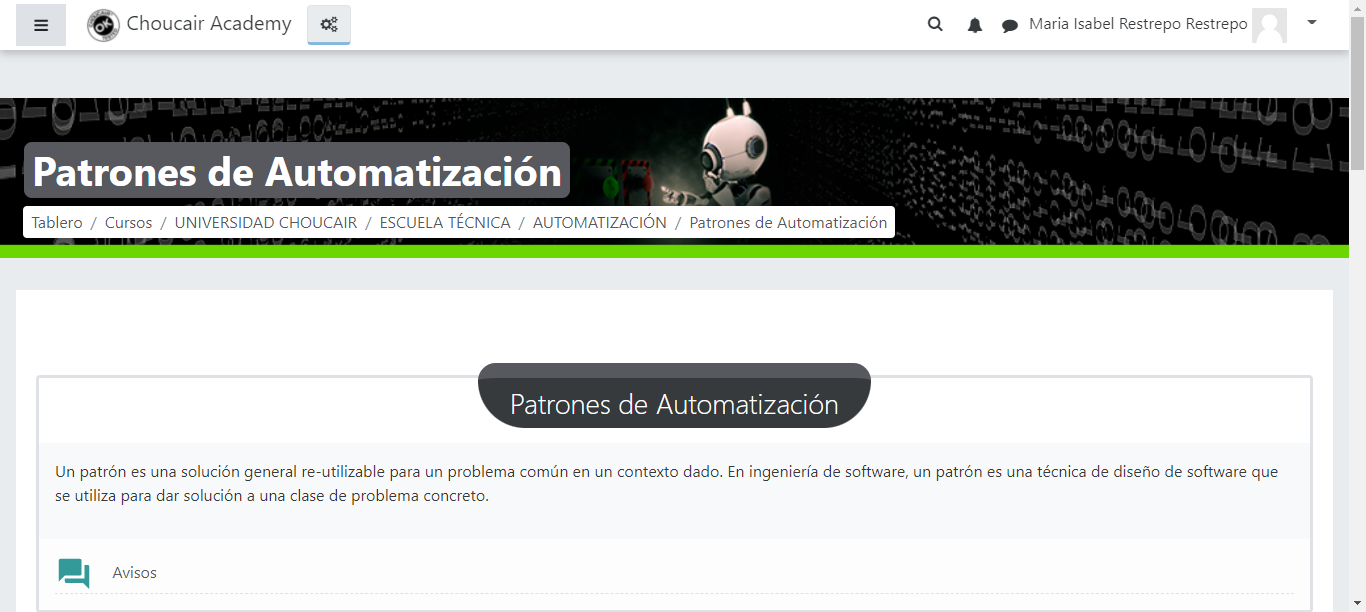 Choucair Academy
Maria Isabel Restrepo Restrepo
Patrones de Automatización
Tablero / Cursos / UNIVERSIDAD CHOUCAIR / ESCUELA TÉCNICA / AUTOMATIZACIÓN / Patrones de Automatización
Patrones de Automatización
Un patrón es una solución general re-utilizable para un problema común en un contexto dado. En ingeniería de software, un patrón es una técnica de diseño de software que
se utiliza para dar solución a una clase de problema concreto.
Avisos